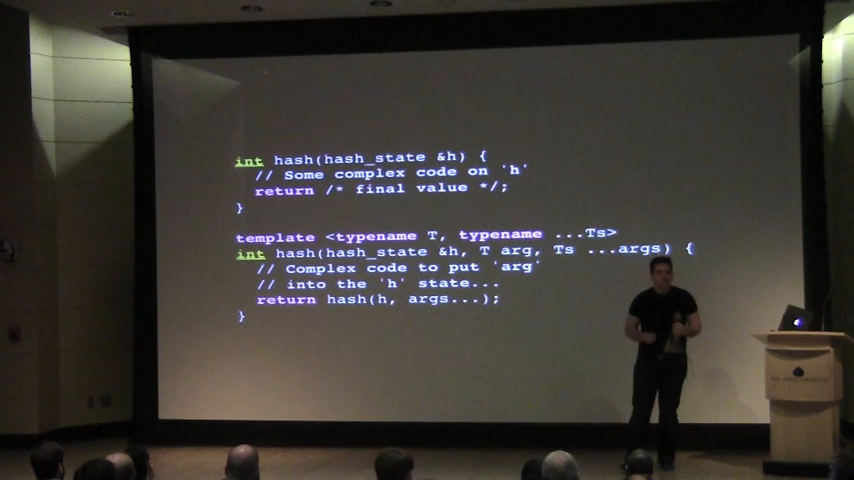 int hash(hash_state &h) {
// Some complex code on `h`
return /* final value */;
}
template <typename T, typename ...Ts>
int hash(hash_state &h, T arg, Ts ...args) {
// Complex code to put `arg`
// into the `h` state...
return hash(h, args...);
}